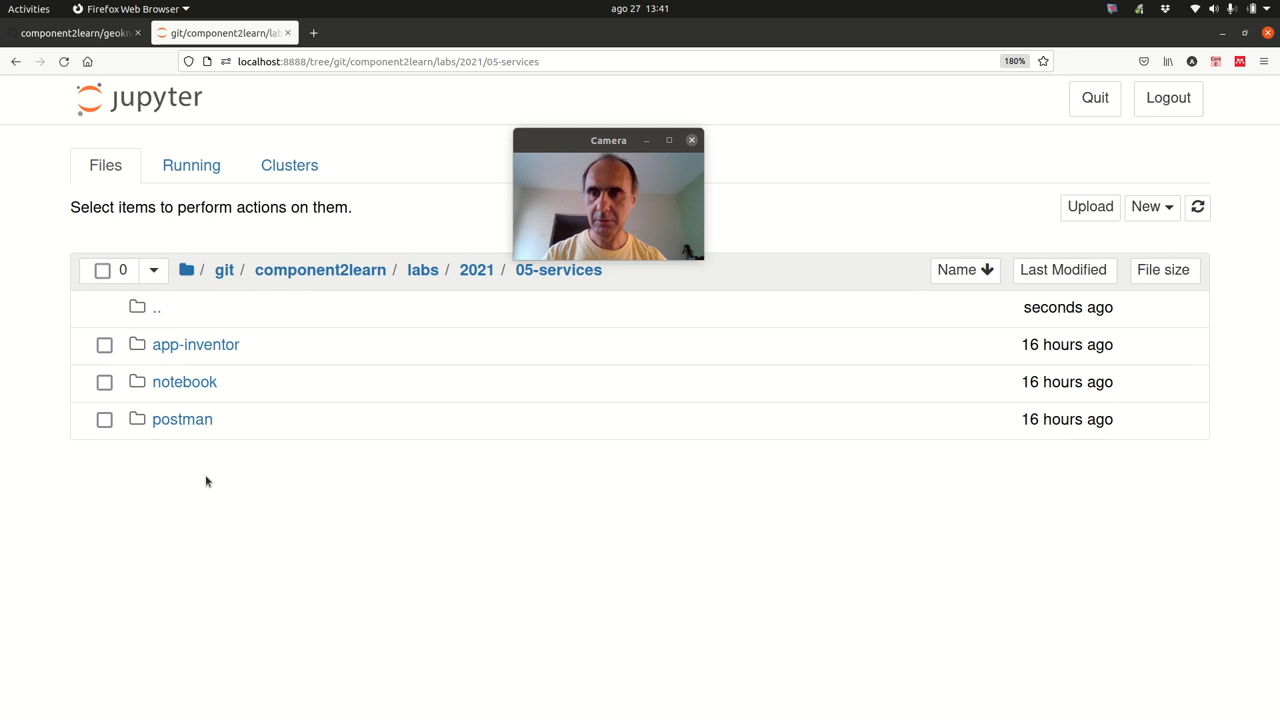 Activities Firefox Web Browser ago 27 13:41
component2learn/geokn × git/component2learn/lab × +
localhost:8888/tree/git/component2learn/labs/2021/05-services 180%
jupyter Quit Logout
Camera
Files Running Clusters
Select items to perform actions on them. Upload New
0 / git / component2learn / labs / 2021 / 05-services Name Last Modified File size
.. seconds ago
app-inventor 16 hours ago
notebook 16 hours ago
postman 16 hours ago